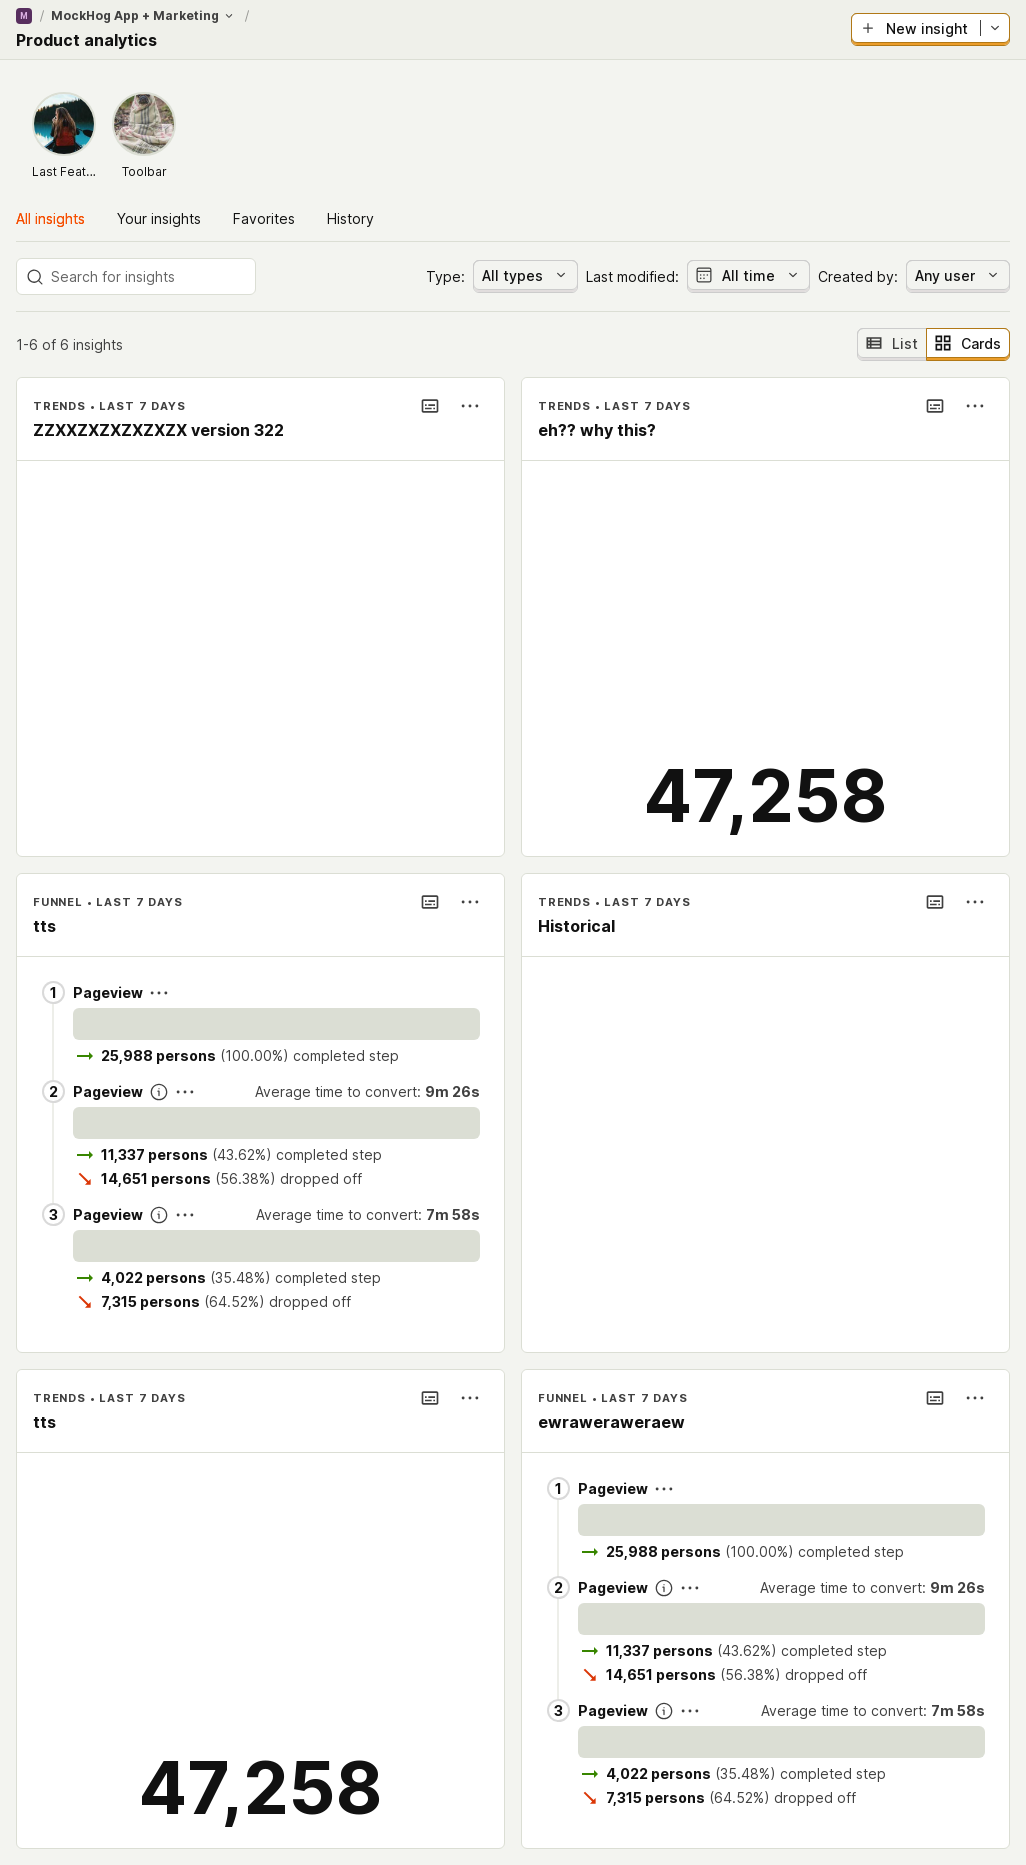 M / MockHog App + Marketing /
Product analytics
New insight
Last Feat...
Toolbar
All insights Your insights Favorites History
Search for insights
Type: All types Last modified: All time Created by: Any user
1-6 of 6 insights
List Cards
TRENDS • LAST 7 DAYS
ZZXXZXZXZXZXZX version 322
TRENDS • LAST 7 DAYS
eh?? why this?
47,258
FUNNEL • LAST 7 DAYS
tts
1 Pageview
25,988 persons (100.00%) completed step
2 Pageview Average time to convert: 9m 26s
11,337 persons (43.62%) completed step
14,651 persons (56.38%) dropped off
3 Pageview Average time to convert: 7m 58s
4,022 persons (35.48%) completed step
7,315 persons (64.52%) dropped off
TRENDS • LAST 7 DAYS
Historical
TRENDS • LAST 7 DAYS
tts
47,258
FUNNEL • LAST 7 DAYS
ewraweraweraew
1 Pageview
25,988 persons (100.00%) completed step
2 Pageview Average time to convert: 9m 26s
11,337 persons (43.62%) completed step
14,651 persons (56.38%) dropped off
3 Pageview Average time to convert: 7m 58s
4,022 persons (35.48%) completed step
7,315 persons (64.52%) dropped off